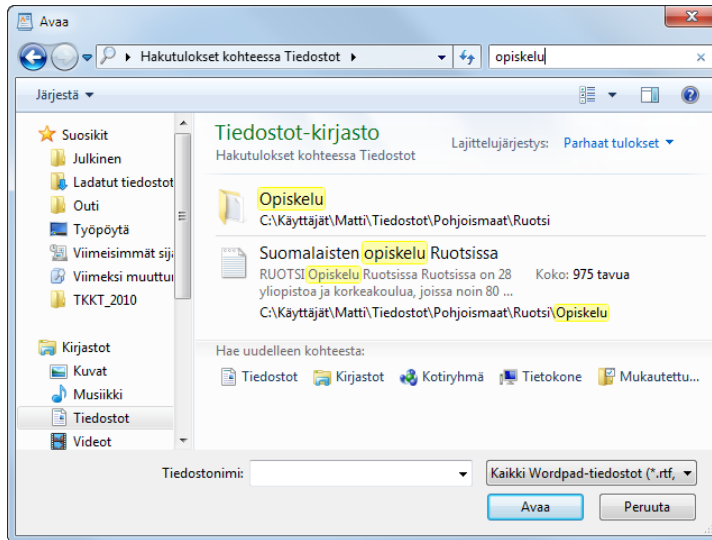 Avaa
Hakutulokset kohteessa Tiedostot
opiskelu
Järjestä
Suosikit
Julkinen
Ladatut tiedostot
Outi
Työpöytä
Viimeisimmät
Viimeksi
TKKT_2010
Kirjastot
Kuvat
Musiikki
Tiedostot
Videot
Tiedostot-kirjasto
Hakutulokset kohteessa Tiedostot
Lajittelujärjestys: Parhaat tulokset
Opiskelu
C:\Käyttäjät\Matti\Tiedostot\Pohjoismaat\Ruotsi
Suomalaisten opiskelu Ruotsissa
RUOTSI Opiskelu Ruotsissa Ruotsissa on 28 Koko: 975 tavua
yliopistoa ja korkeakoulua, joissa noin 80 ...
C:\Käyttäjät\Matti\Tiedostot\Pohjoismaat\Ruotsi\Opiskelu
Hae uudelleen kohteesta:
Tiedostot Kirjastot Kotiryhmä Tietokone Mukautettu...
Tiedostonimi: Kaikki Wordpad-tiedostot (*.rtf,
Avaa Peruuta